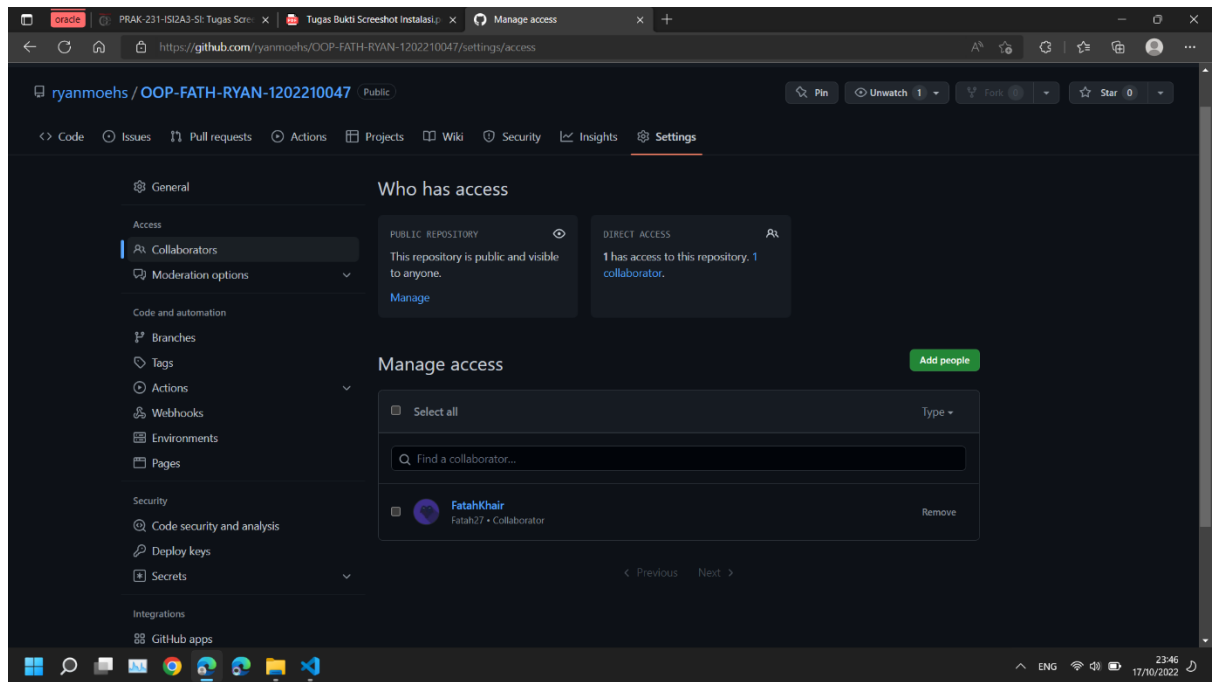 oracle
PRAK-231-ISI2A3-SI: Tugas Scre
Tugas Bukti Screeshot Instalasi.p
Manage access
https://github.com/ryanmoehs/OOP-FATH-RYAN-1202210047/settings/access
ryanmoehs / OOP-FATH-RYAN-1202210047 Public
Pin
Unwatch 1
Fork 0
Star 0
Code
Issues
Pull requests
Actions
Projects
Wiki
Security
Insights
Settings
General
Access
Collaborators
Moderation options
Code and automation
Branches
Tags
Actions
Webhooks
Environments
Pages
Security
Code security and analysis
Deploy keys
Secrets
Integrations
GitHub apps
Who has access
PUBLIC REPOSITORY
This repository is public and visible
to anyone.
Manage
DIRECT ACCESS
1 has access to this repository. 1
collaborator.
Manage access
Add people
Select all
Type
Find a collaborator...
FatahKhair
Fatah27 • Collaborator
Remove
Previous
Next
ENG
23:46
17/10/2022